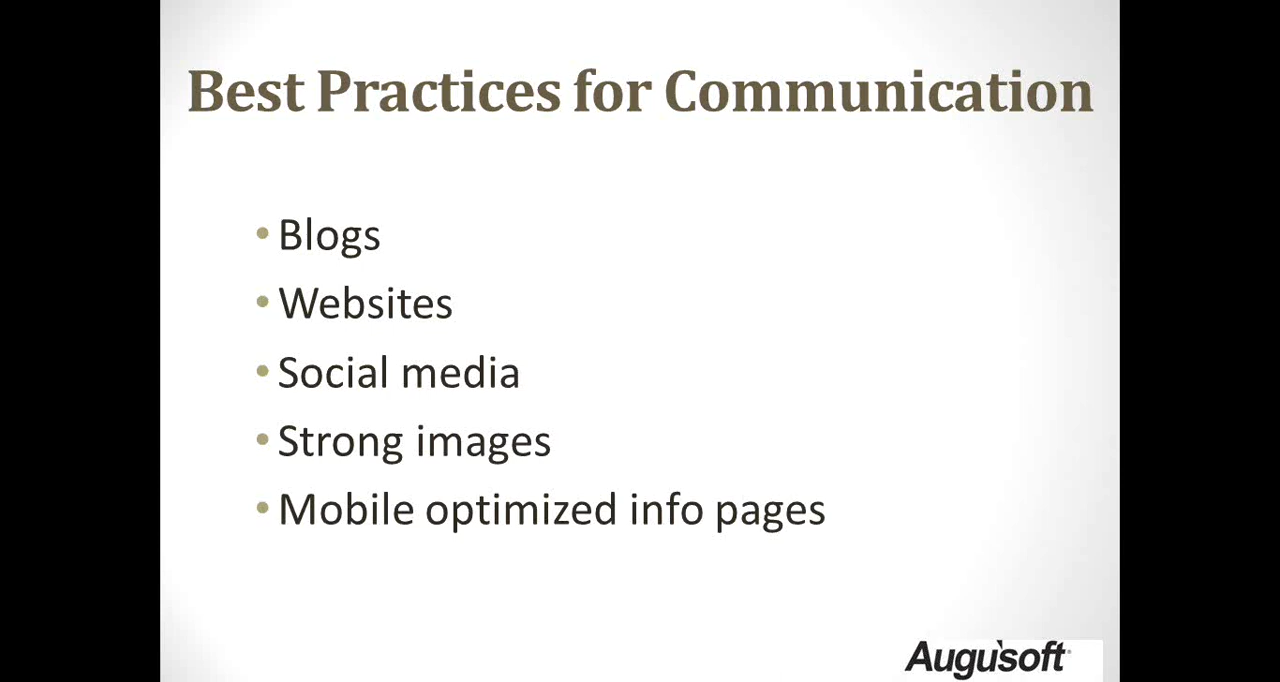 Best Practices for Communication
• Blogs
• Websites
• Social media
• Strong images
• Mobile optimized info pages
Augusoft